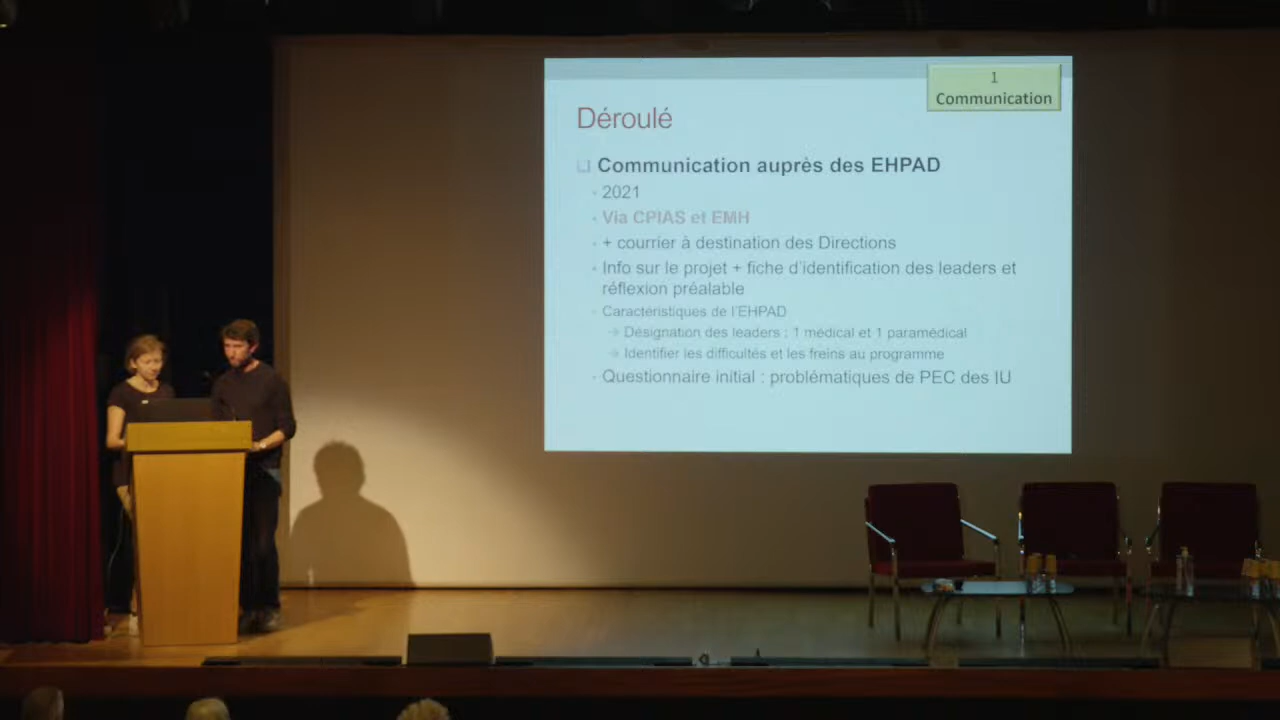 1
Communication
Déroulé
Communication auprès des EHPAD
2021
Via CPIAS et EMH
+ courrier à destination des Directions
Info sur le projet + fiche d'identification des leaders et
réflexion préalable
Caractéristiques de l'EHPAD
Désignation des leaders : 1 médical et 1 paramédical
Identifier les difficultés et les freins au programme
Questionnaire initial : problématiques de PEC des IU